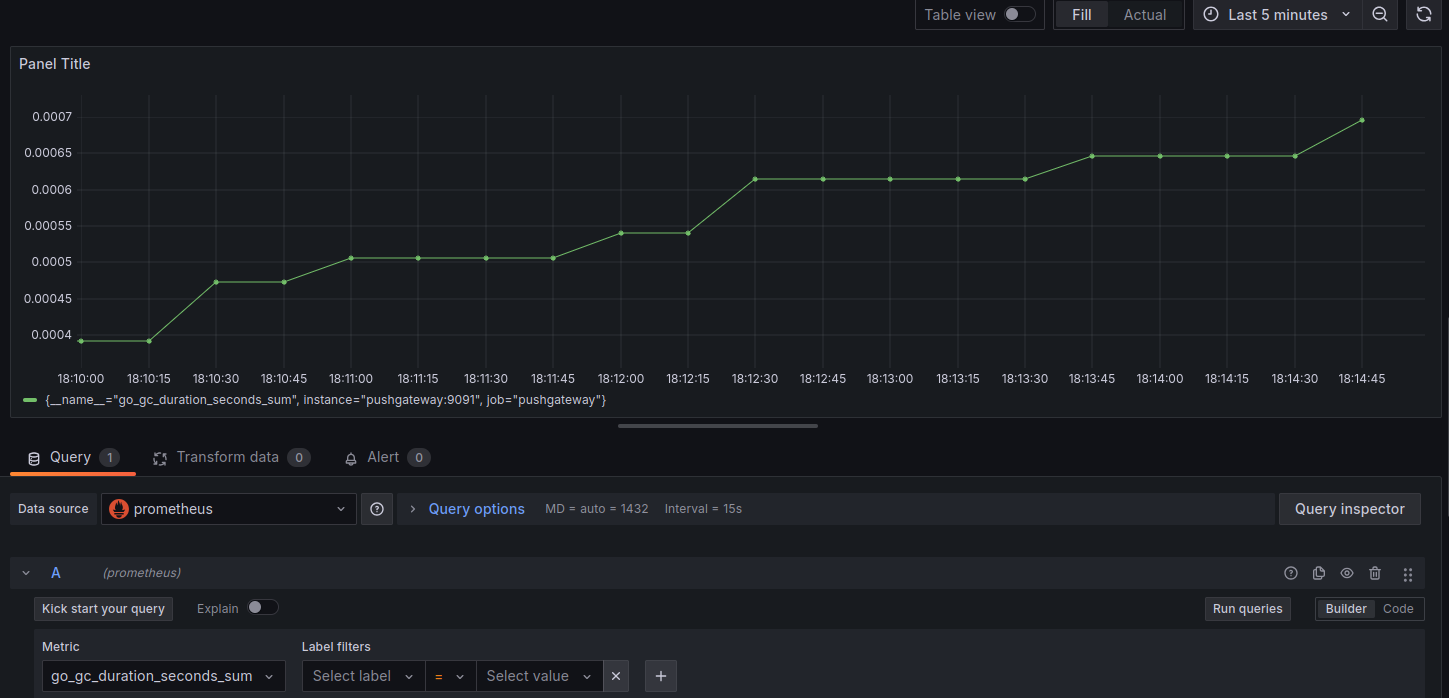 Table view Fill Actual Last 5 minutes
Panel Title
0.0007
0.00065
0.0006
0.00055
0.0005
0.00045
0.0004
18:10:00 18:10:15 18:10:30 18:10:45 18:11:00 18:11:15 18:11:30 18:11:45 18:12:00 18:12:15 18:12:30 18:12:45 18:13:00 18:13:15 18:13:30 18:13:45 18:14:00 18:14:15 18:14:30 18:14:45
{__name__="go_gc_duration_seconds_sum", instance="pushgateway:9091", job="pushgateway"}
Query 1 Transform data 0 Alert 0
Data source prometheus Query options MD = auto = 1432 Interval = 15s Query inspector
A (prometheus)
Kick start your query Explain Run queries Builder Code
Metric Label filters
go_gc_duration_seconds_sum Select label = Select value